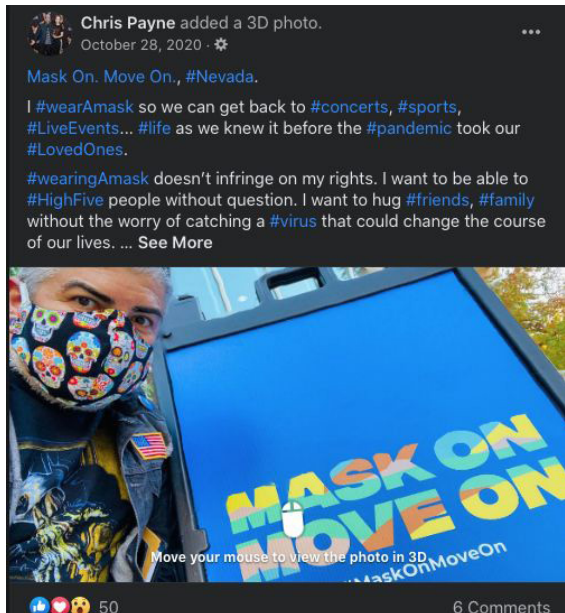 Chris Payne added a 3D photo.
October 28, 2020 ·
Mask On. Move On., #Nevada.
I #wearAmask so we can get back to #concerts, #sports,
#LiveEvents... #life as we knew it before the #pandemic took our
#LovedOnes.
#wearingAmask doesn’t infringe on my rights. I want to be able to
#HighFive people without question. I want to hug #friends, #family
without the worry of catching a #virus that could change the course
of our lives. ... See More
MASK ON
MOVE ON
#MaskOnMoveOn
Move your mouse to view the photo in 3D
50
6 Comments